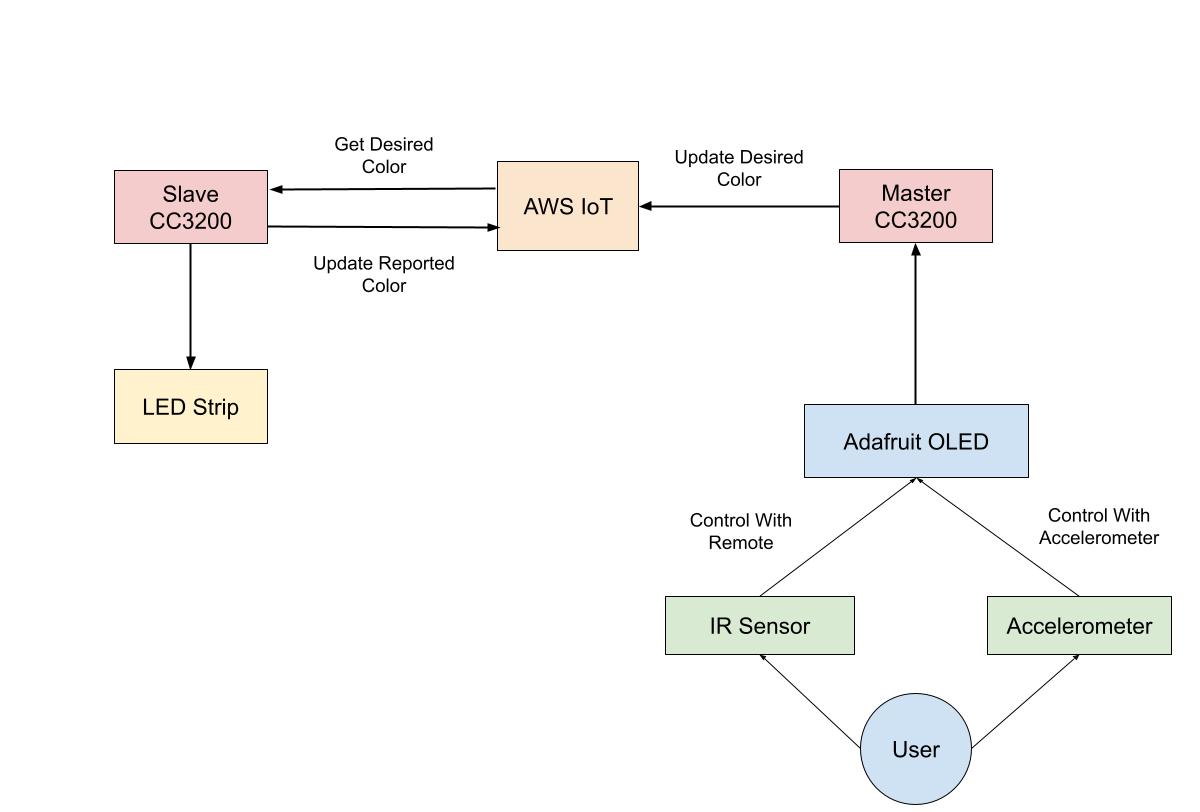 Get Desired
Color
Update Desired
Color
Slave
CC3200
AWS IoT
Master
CC3200
Update Reported
Color
LED Strip
Adafruit OLED
Control With
Remote
Control With
Accelerometer
IR Sensor
Accelerometer
User